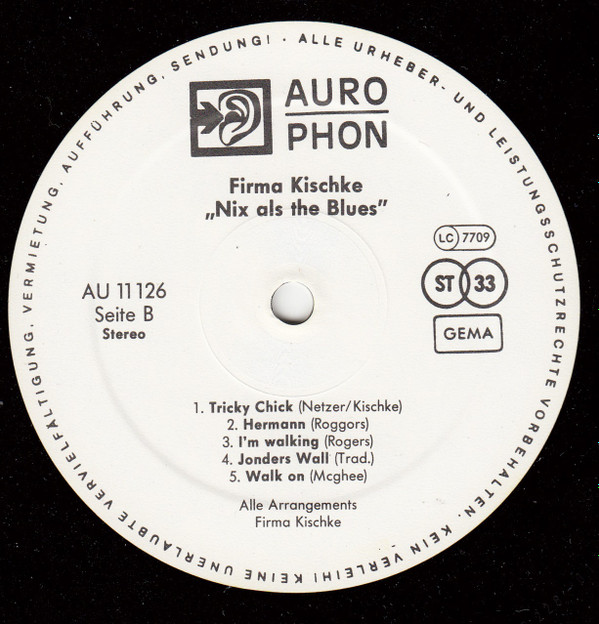 ALLE URHEBER- UND LEISTUNGSSCHUTZRECHTE VORBEHALTEN. KEIN VERLEIH! KEINE UNERLAUBTE VERVIELFÄLTIGUNG, VERMIETUNG, AUFFÜHRUNG, SENDUNG! ·
AURO
PHON
Firma Kischke
„Nix als the Blues”
LC 7709
ST 33
GEMA
AU 11 126
Seite B
Stereo
1. Tricky Chick (Netzer/Kischke)
2. Hermann (Roggors)
3. I'm walking (Rogers)
4. Jonders Wall (Trad.)
5. Walk on (Mcghee)
Alle Arrangements
Firma Kischke